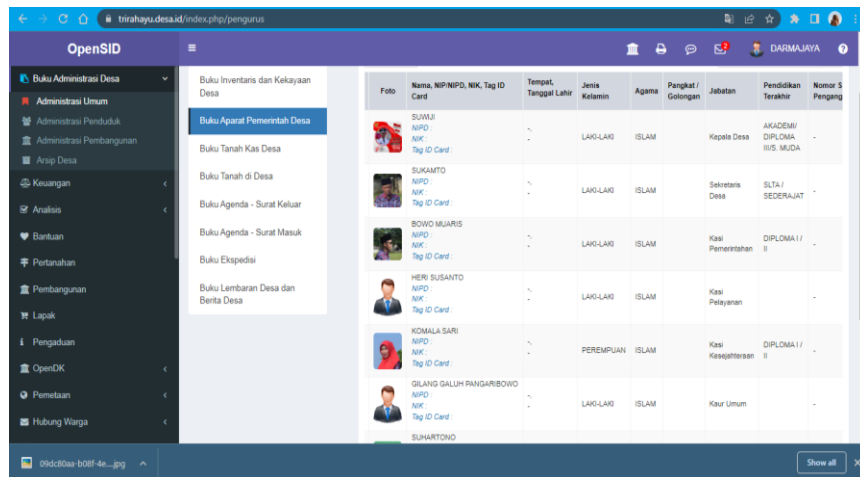 trirahayu.desa.id/index.php/pengurus
OpenSID
2
DARMAJAYA
Buku Administrasi Desa
Administrasi Umum
Administrasi Penduduk
Administrasi Pembangunan
Arsip Desa
Keuangan
Analisis
Bantuan
Pertanahan
Pembangunan
Lapak
Pengaduan
OpenDK
Pemetaan
Hubung Warga
Buku Inventaris dan Kekayaan
Desa
Buku Aparat Pemerintah Desa
Buku Tanah Kas Desa
Buku Tanah di Desa
Buku Agenda - Surat Keluar
Buku Agenda - Surat Masuk
Buku Ekspedisi
Buku Lembaran Desa dan
Berita Desa
Foto
Nama, NIP/NIPD, NIK, Tag ID
Card
Tempat,
Tanggal Lahir
Jenis
Kelamin
Agama
Pangkat /
Golongan
Jabatan
Pendidikan
Terakhir
Nomor S
Pengang
SUWIJI
NIPD :
NIK :
Tag ID Card :
-,
-
LAKI-LAKI
ISLAM
Kepala Desa
AKADEMI/
DIPLOMA
III/S. MUDA
-
SUKAMTO
NIPD :
NIK :
Tag ID Card :
-,
-
LAKI-LAKI
ISLAM
Sekretaris
Desa
SLTA /
SEDERAJAT
-
BOWO MUARIS
NIPD :
NIK :
Tag ID Card :
-,
-
LAKI-LAKI
ISLAM
Kasi
Pemerintahan
DIPLOMA I /
II
-
HERI SUSANTO
NIPD :
NIK :
Tag ID Card :
-,
-
LAKI-LAKI
ISLAM
Kasi
Pelayanan
-
KOMALA SARI
NIPD :
NIK :
Tag ID Card :
-,
-
PEREMPUAN
ISLAM
Kasi
Kesejahteraan
DIPLOMA I /
II
-
GILANG GALUH PANGARIBOWO
NIPD :
NIK :
Tag ID Card :
-,
-
LAKI-LAKI
ISLAM
Kaur Umum
-
SUHARTONO
09dc80aa-b08f-4e....jpg
Show all